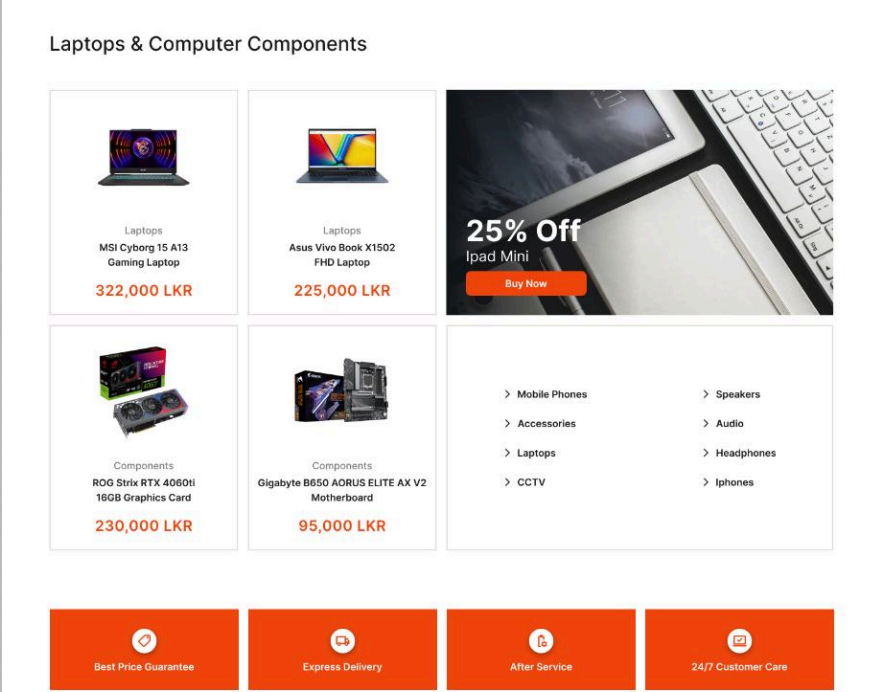 Laptops & Computer Components
Laptops
MSI Cyborg 15 A13
Gaming Laptop
322,000 LKR
Laptops
Asus Vivo Book X1502
FHD Laptop
225,000 LKR
25% Off
Ipad Mini
Buy Now
Components
ROG Strix RTX 4060ti
16GB Graphics Card
230,000 LKR
Components
Gigabyte B650 AORUS ELITE AX V2
Motherboard
95,000 LKR
Mobile Phones
Accessories
Laptops
CCTV
Speakers
Audio
Headphones
Iphones
Best Price Guarantee
Express Delivery
After Service
24/7 Customer Care